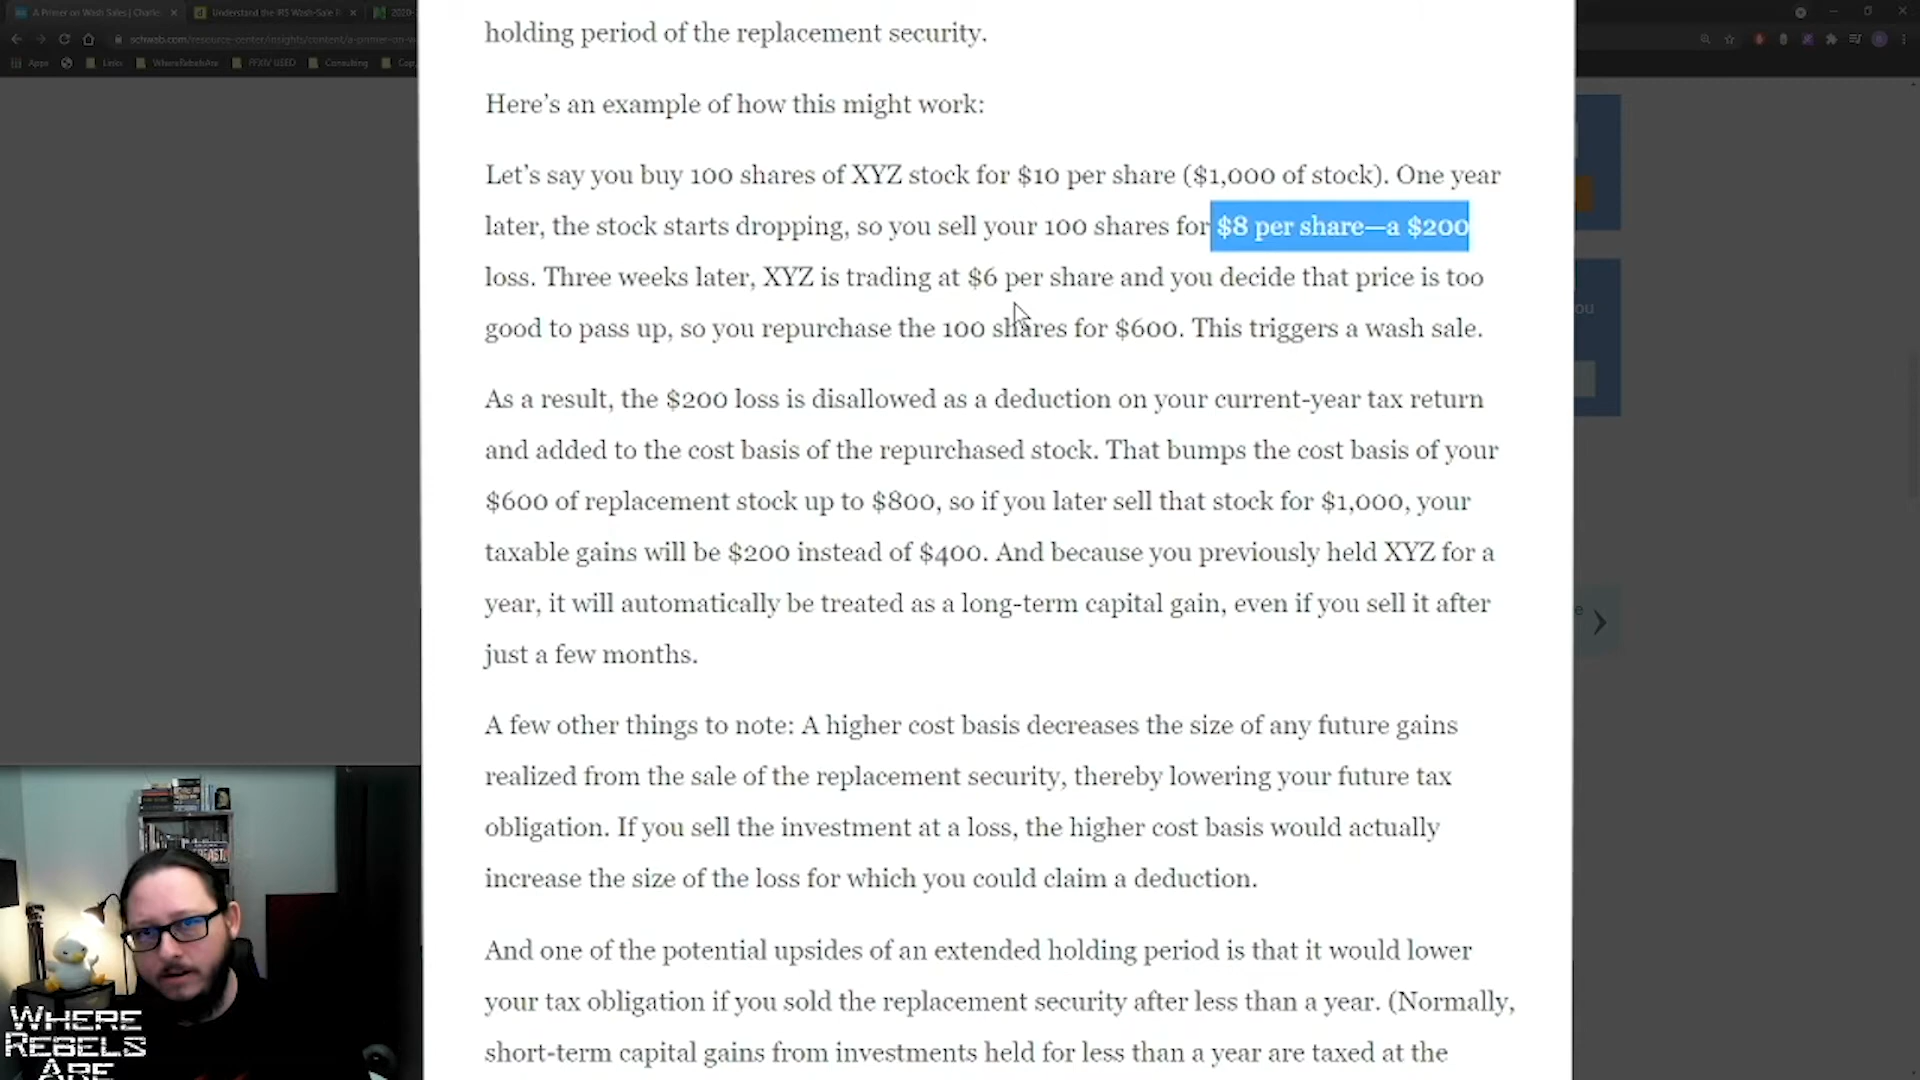 A Primer on Wash Sales | Charle
Understand the IRS Wash-Sale R
2020-
schwab.com/resource-center/insights/content/a-primer-on-w
Apps
Links
WhereRebelsAre
FFXIV USED
Consulting
holding period of the replacement security.
Here’s an example of how this might work:
Let’s say you buy 100 shares of XYZ stock for $10 per share ($1,000 of stock). One year
later, the stock starts dropping, so you sell your 100 shares for $8 per share—a $200
loss. Three weeks later, XYZ is trading at $6 per share and you decide that price is too
good to pass up, so you repurchase the 100 shares for $600. This triggers a wash sale.
As a result, the $200 loss is disallowed as a deduction on your current-year tax return
and added to the cost basis of the repurchased stock. That bumps the cost basis of your
$600 of replacement stock up to $800, so if you later sell that stock for $1,000, your
taxable gains will be $200 instead of $400. And because you previously held XYZ for a
year, it will automatically be treated as a long-term capital gain, even if you sell it after
just a few months.
A few other things to note: A higher cost basis decreases the size of any future gains
realized from the sale of the replacement security, thereby lowering your future tax
obligation. If you sell the investment at a loss, the higher cost basis would actually
increase the size of the loss for which you could claim a deduction.
And one of the potential upsides of an extended holding period is that it would lower
your tax obligation if you sold the replacement security after less than a year. (Normally,
short-term capital gains from investments held for less than a year are taxed at the
ou
e
WHERE
REBELS
ARE